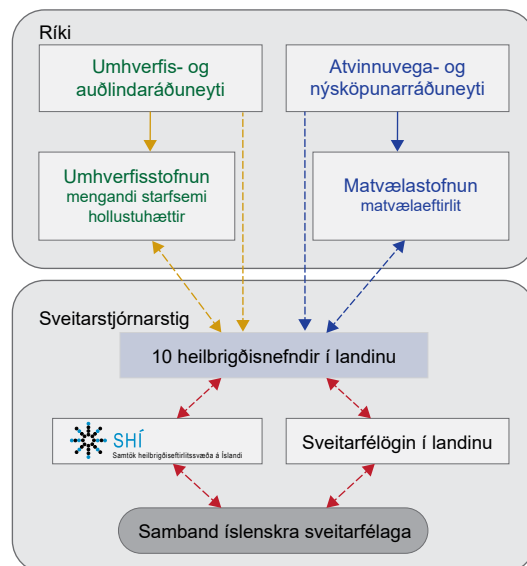 Ríki
Umhverfis- og
auðlindaráðuneyti
Atvinnuvega- og
nýsköpunarráðuneyti
Umhverfisstofnun
mengandi starfsemi
hollustuhættir
Matvælastofnun
matvælaeftirlit
Sveitarstjórnarstig
10 heilbrigðisnefndir í landinu
SHÍ
Samtök heilbrigðiseftirlitssvæða á Íslandi
Sveitarfélögin í landinu
Samband íslenskra sveitarfélaga